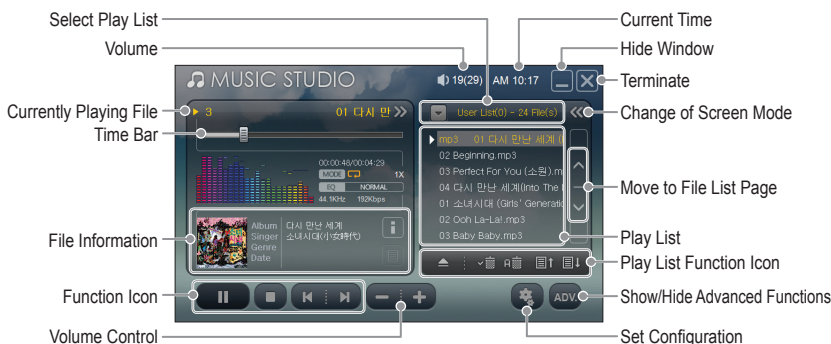 Select Play List
Current Time
Volume
Hide Window
MUSIC STUDIO
19(29) AM 10:17
Terminate
Currently Playing File
3 01 다시 만
User List(0) - 24 File(s)
Change of Screen Mode
Time Bar
mp3 01 다시 만난 세계 (
02 Beginning.mp3
00:00:48/00:04:29
03 Perfect For You (소원).m
MODE 1X
04 다시 만난 세계(Into The
Move to File List Page
EQ NORMAL
01 소녀시대 (Girls' Generatio
44.1KHz 192Kbps
02 Ooh La-La!.mp3
File Information
Album 다시 만난 세계
Singer 소녀시대(小女時代)
Genre
Date
03 Baby Baby.mp3
Play List
Play List Function Icon
Function Icon
ADV.
Show/Hide Advanced Functions
Volume Control
Set Configuration